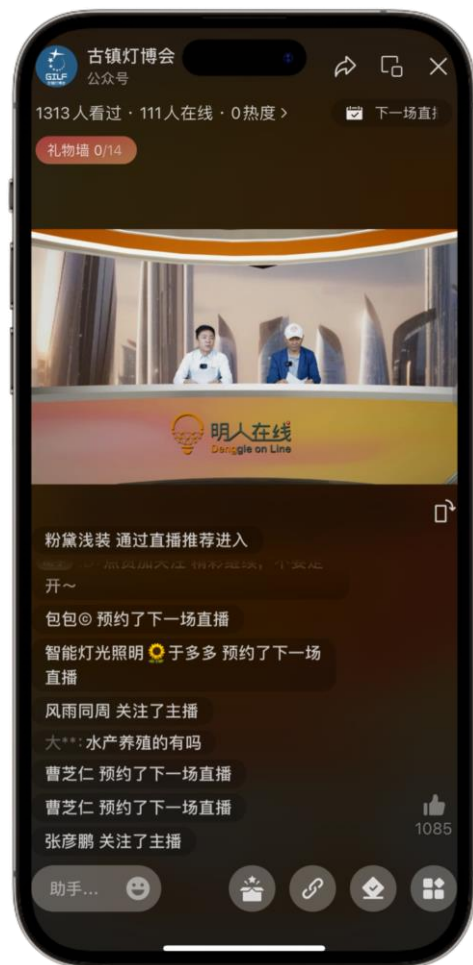 GILF
古镇灯博会
公众号
1313人看过 · 111人在线 · 0热度 >
下一场直播
礼物墙 0/14
明人在线
Denggle on Line
粉黛浅装 通过直播推荐进入
开～
包包© 预约了下一场直播
智能灯光照明🌻于多多 预约了下一场
直播
风雨同周 关注了主播
大**: 水产养殖的有吗
曹芝仁 预约了下一场直播
曹芝仁 预约了下一场直播
张彦鹏 关注了主播
1085
助手...